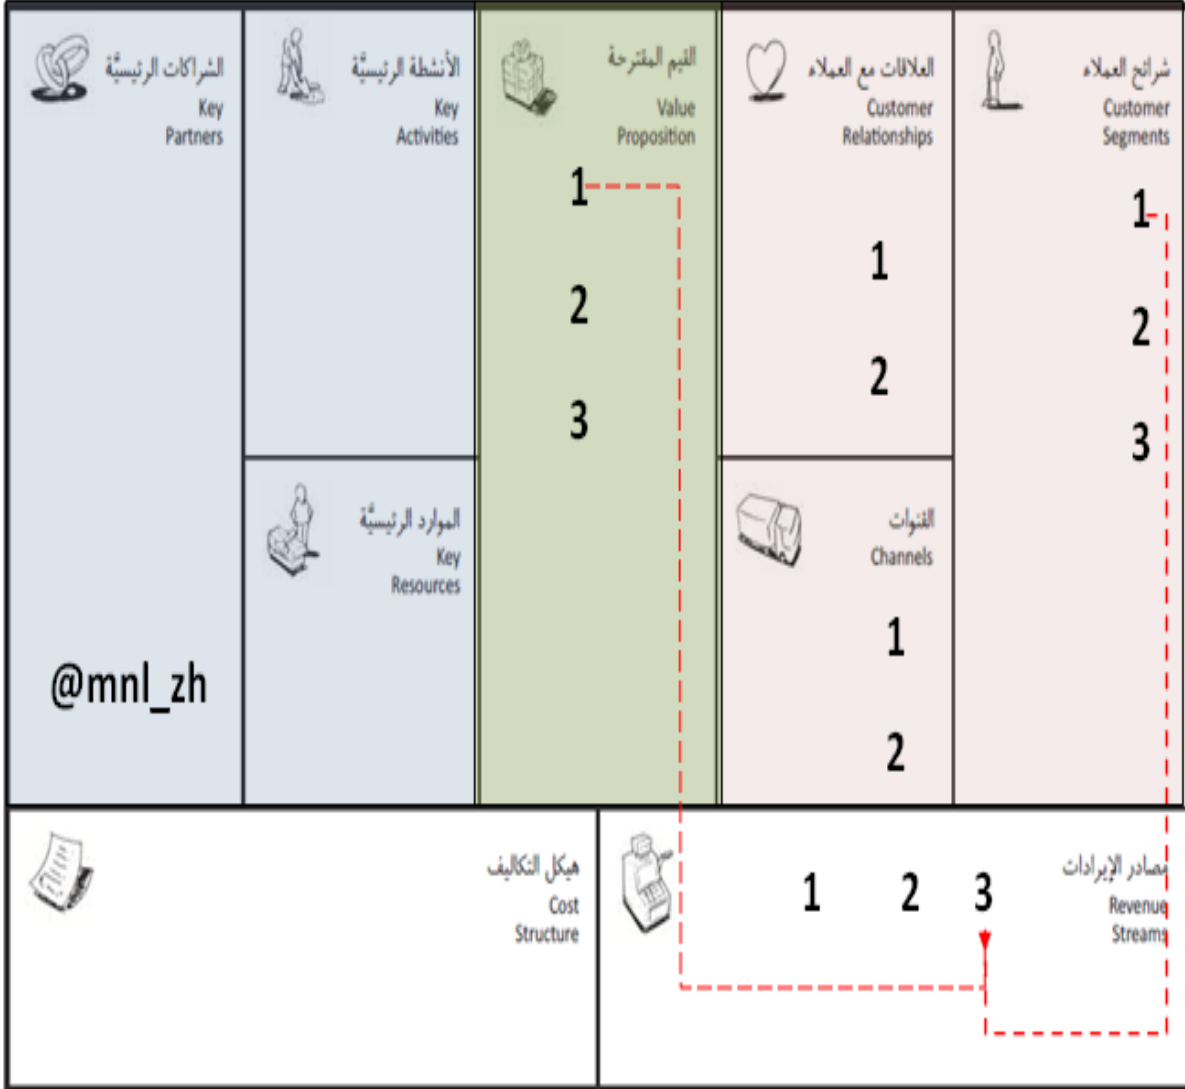 الشراكات الرئيسيَّة
Key
Partners
@mnl_zh
الأنشطة الرئيسيَّة
Key
Activities
الموارد الرئيسيَّة
Key
Resources
القيم المقترحة
Value
Proposition
1
2
3
العلاقات مع العملاء
Customer
Relationships
1
2
القنوات
Channels
1
2
شرائح العملاء
Customer
Segments
1
2
3
هيكل التكاليف
Cost
Structure
مصادر الإيرادات
Revenue
Streams
1 2 3